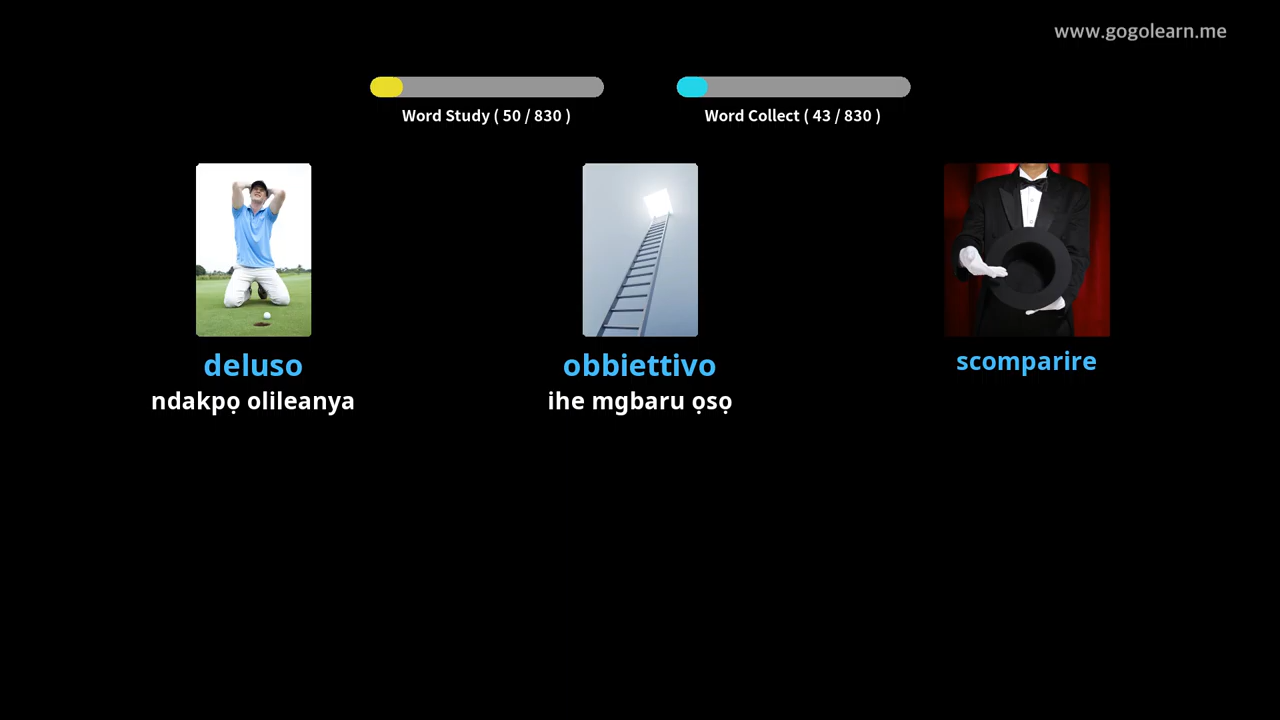 www.gogolearn.me
Word Study ( 50 / 830 )
Word Collect ( 43 / 830 )
deluso
obbiettivo
scomparire
ndakpọ olileanya
ihe mgbaru ọsọ